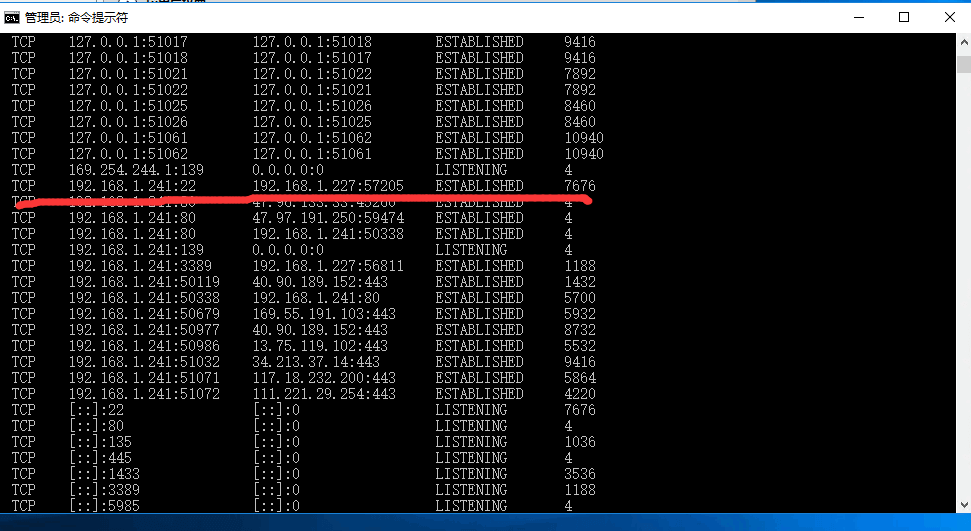 管理员: 命令提示符
TCP 127.0.0.1:51017 127.0.0.1:51018 ESTABLISHED 9416
TCP 127.0.0.1:51018 127.0.0.1:51017 ESTABLISHED 9416
TCP 127.0.0.1:51021 127.0.0.1:51022 ESTABLISHED 7892
TCP 127.0.0.1:51022 127.0.0.1:51021 ESTABLISHED 7892
TCP 127.0.0.1:51025 127.0.0.1:51026 ESTABLISHED 8460
TCP 127.0.0.1:51026 127.0.0.1:51025 ESTABLISHED 8460
TCP 127.0.0.1:51061 127.0.0.1:51062 ESTABLISHED 10940
TCP 127.0.0.1:51062 127.0.0.1:51061 ESTABLISHED 10940
TCP 169.254.244.1:139 0.0.0.0:0 LISTENING 4
TCP 192.168.1.241:22 192.168.1.227:57205 ESTABLISHED 7676
TCP 192.168.1.241:80 ESTABLISHED 4
TCP 192.168.1.241:80 47.97.191.250:59474 ESTABLISHED 4
TCP 192.168.1.241:80 192.168.1.241:50338 ESTABLISHED 4
TCP 192.168.1.241:139 0.0.0.0:0 LISTENING 4
TCP 192.168.1.241:3389 192.168.1.227:56811 ESTABLISHED 1188
TCP 192.168.1.241:50119 40.90.189.152:443 ESTABLISHED 1432
TCP 192.168.1.241:50338 192.168.1.241:80 ESTABLISHED 5700
TCP 192.168.1.241:50679 169.55.191.103:443 ESTABLISHED 5932
TCP 192.168.1.241:50977 40.90.189.152:443 ESTABLISHED 8732
TCP 192.168.1.241:50986 13.75.119.102:443 ESTABLISHED 5532
TCP 192.168.1.241:51032 34.213.37.14:443 ESTABLISHED 9416
TCP 192.168.1.241:51071 117.18.232.200:443 ESTABLISHED 5864
TCP 192.168.1.241:51072 111.221.29.254:443 ESTABLISHED 4220
TCP [::]:22 [::]:0 LISTENING 7676
TCP [::]:80 [::]:0 LISTENING 4
TCP [::]:135 [::]:0 LISTENING 1036
TCP [::]:445 [::]:0 LISTENING 4
TCP [::]:1433 [::]:0 LISTENING 3536
TCP [::]:3389 [::]:0 LISTENING 1188
TCP [::]:5985 [::]:0 LISTENING 4